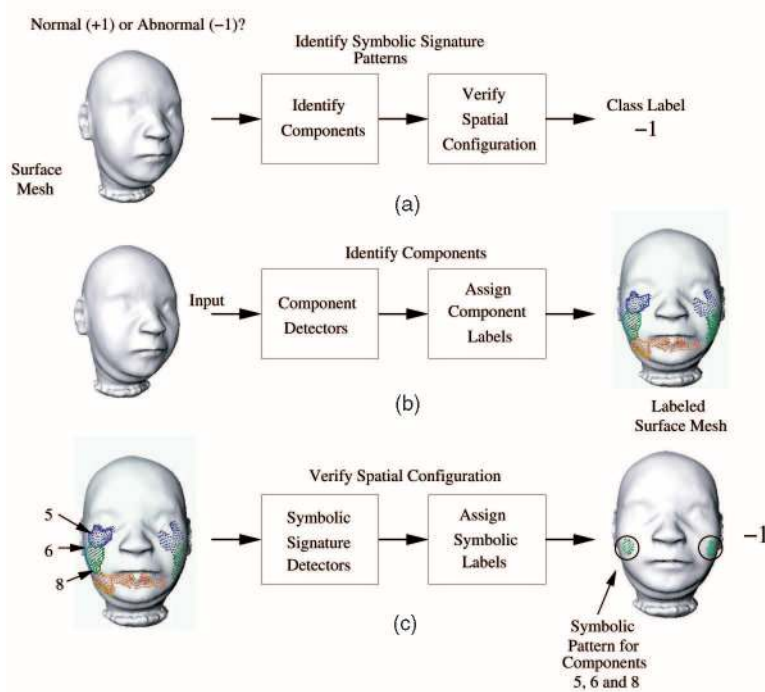 Normal (+1) or Abnormal (−1)?
Identify Symbolic Signature
Patterns
Surface
Mesh
Identify
Components
Verify
Spatial
Configuration
Class Label
−1
(a)
Identify Components
Input
Component
Detectors
Assign
Component
Labels
Labeled
Surface Mesh
(b)
Verify Spatial Configuration
5
6
8
Symbolic
Signature
Detectors
Assign
Symbolic
Labels
−1
(c)
Symbolic
Pattern for
Components
5, 6 and 8